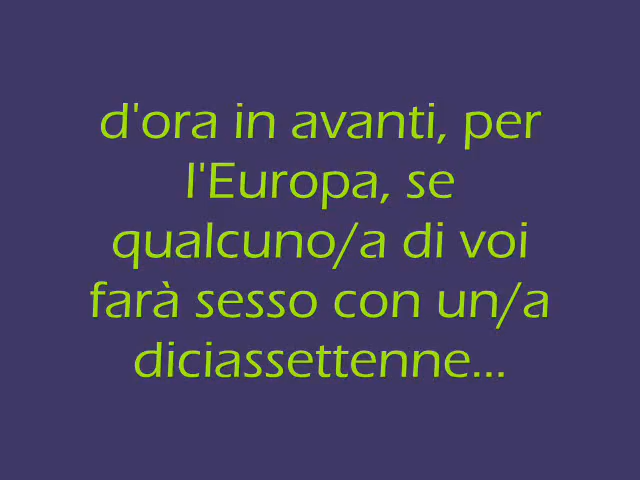 d'ora in avanti, per
l'Europa, se
qualcuno/a di voi
farà sesso con un/a
diciassettenne...